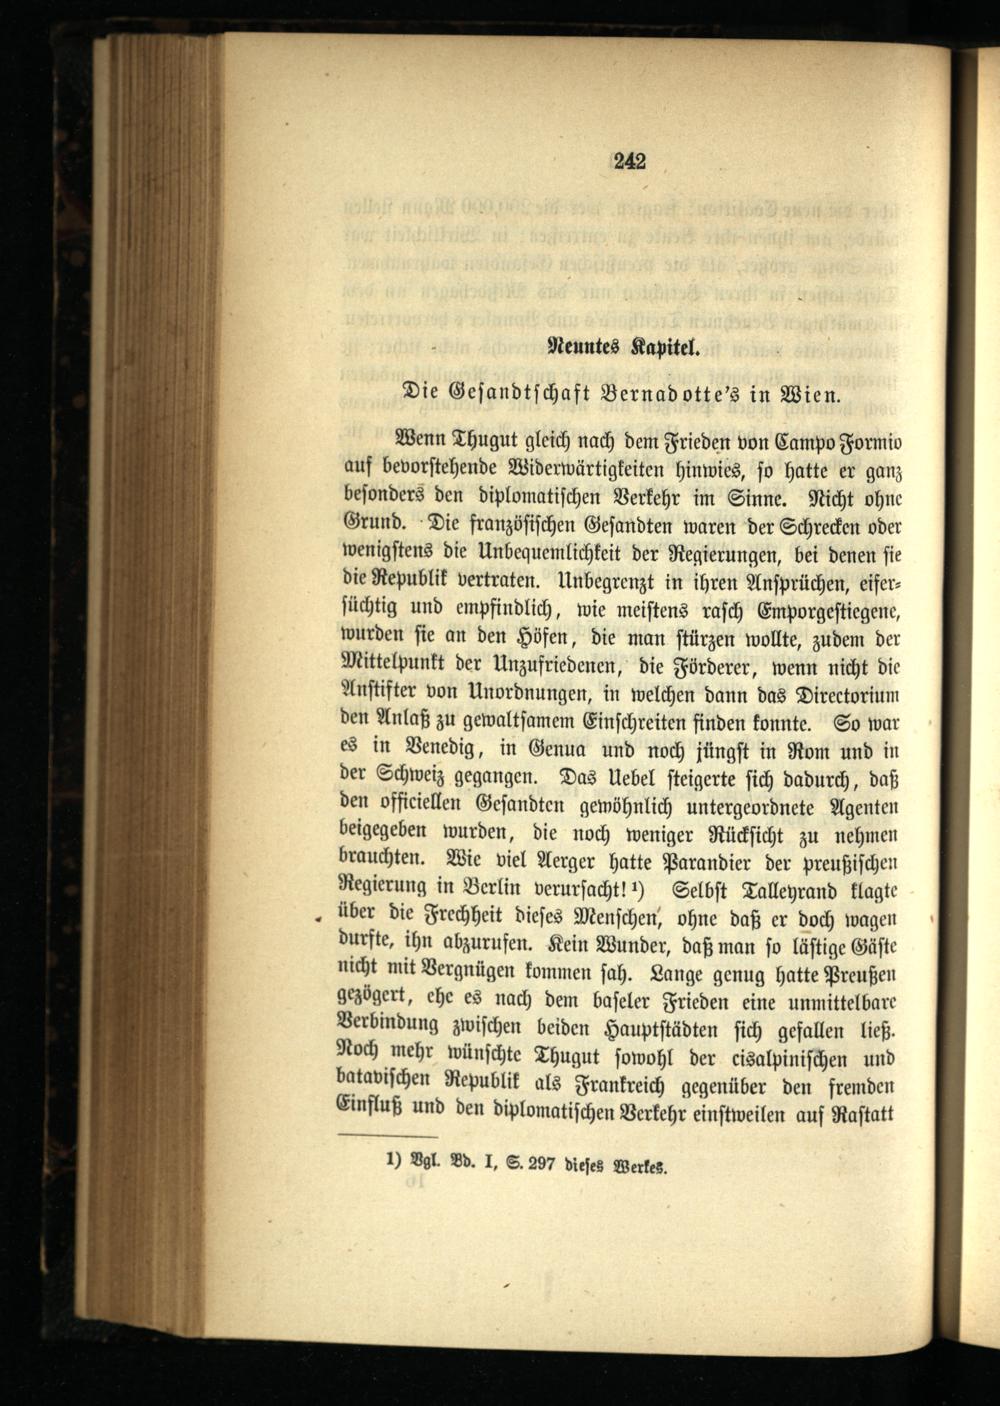 242
Neuntes Kapitel.
Die Gesandtschaft Bernadotte's in Wien.
Wenn Thugut gleich nach dem Frieden von Campo Formio
auf bevorstehende Widerwärtigkeiten hinwies, so hatte er ganz
besonders den diplomatischen Verkehr im Sinne. Nicht ohne
Grund. Die französischen Gesandten waren der Schrecken oder
wenigstens die Unbequemlichkeit der Regierungen, bei denen sie
die Republik vertraten. Unbegrenzt in ihren Ansprüchen, eifer-
süchtig und empfindlich, wie meistens rasch Emporgestiegene,
wurden sie an den Höfen, die man stürzen wollte, zudem der
Mittelpunkt der Unzufriedenen, die Förderer, wenn nicht die
Anstifter von Unordnungen, in welchen dann das Directorium
den Anlaß zu gewaltsamem Einschreiten finden konnte. So war
es in Venedig, in Genua und noch jüngst in Rom und in
der Schweiz gegangen. Das Uebel steigerte sich dadurch, daß
den officiellen Gesandten gewöhnlich untergeordnete Agenten
beigegeben wurden, die noch weniger Rücksicht zu nehmen
brauchten. Wie viel Aerger hatte Parandier der preußischen
Regierung in Berlin verursacht! ¹) Selbst Talleyrand klagte
über die Frechheit dieses Menschen, ohne daß er doch wagen
durfte, ihn abzurufen. Kein Wunder, daß man so lästige Gäste
nicht mit Vergnügen kommen sah. Lange genug hatte Preußen
gezögert, ehe es nach dem baseler Frieden eine unmittelbare
Verbindung zwischen beiden Hauptstädten sich gefallen ließ.
Noch mehr wünschte Thugut sowohl der cisalpinischen und
batavischen Republik als Frankreich gegenüber den fremden
Einfluß und den diplomatischen Verkehr einstweilen auf Rastatt
1) Vgl. Bd. I, S. 297 dieses Werkes.